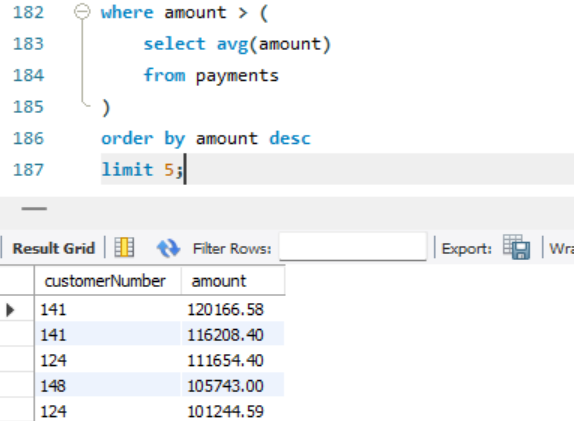 182 where amount > (
183 select avg(amount)
184 from payments
185 )
186 order by amount desc
187 limit 5;
Result Grid Filter Rows: Export: Wra
customerNumber amount
141 120166.58
141 116208.40
124 111654.40
148 105743.00
124 101244.59